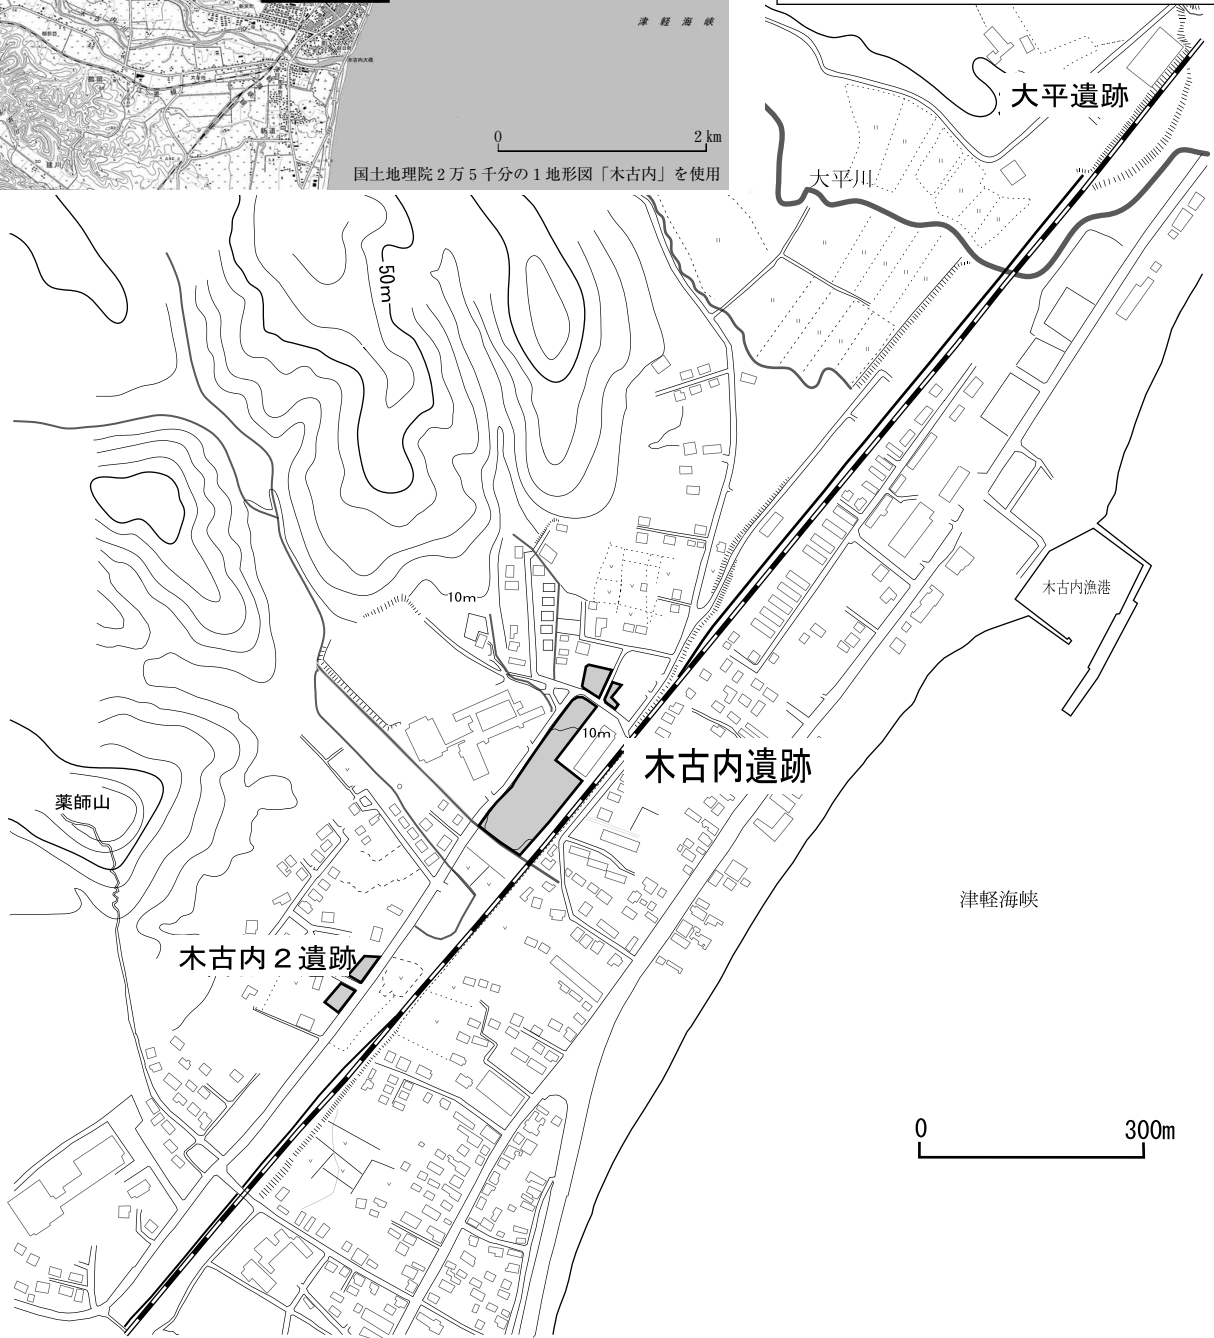 津軽海峡
0 2km
国土地理院２万５千分の１地形図「木古内」を使用
大平遺跡
大平川
50m
10m
木古内漁港
10m
木古内遺跡
薬師山
津軽海峡
木古内２遺跡
0 300m